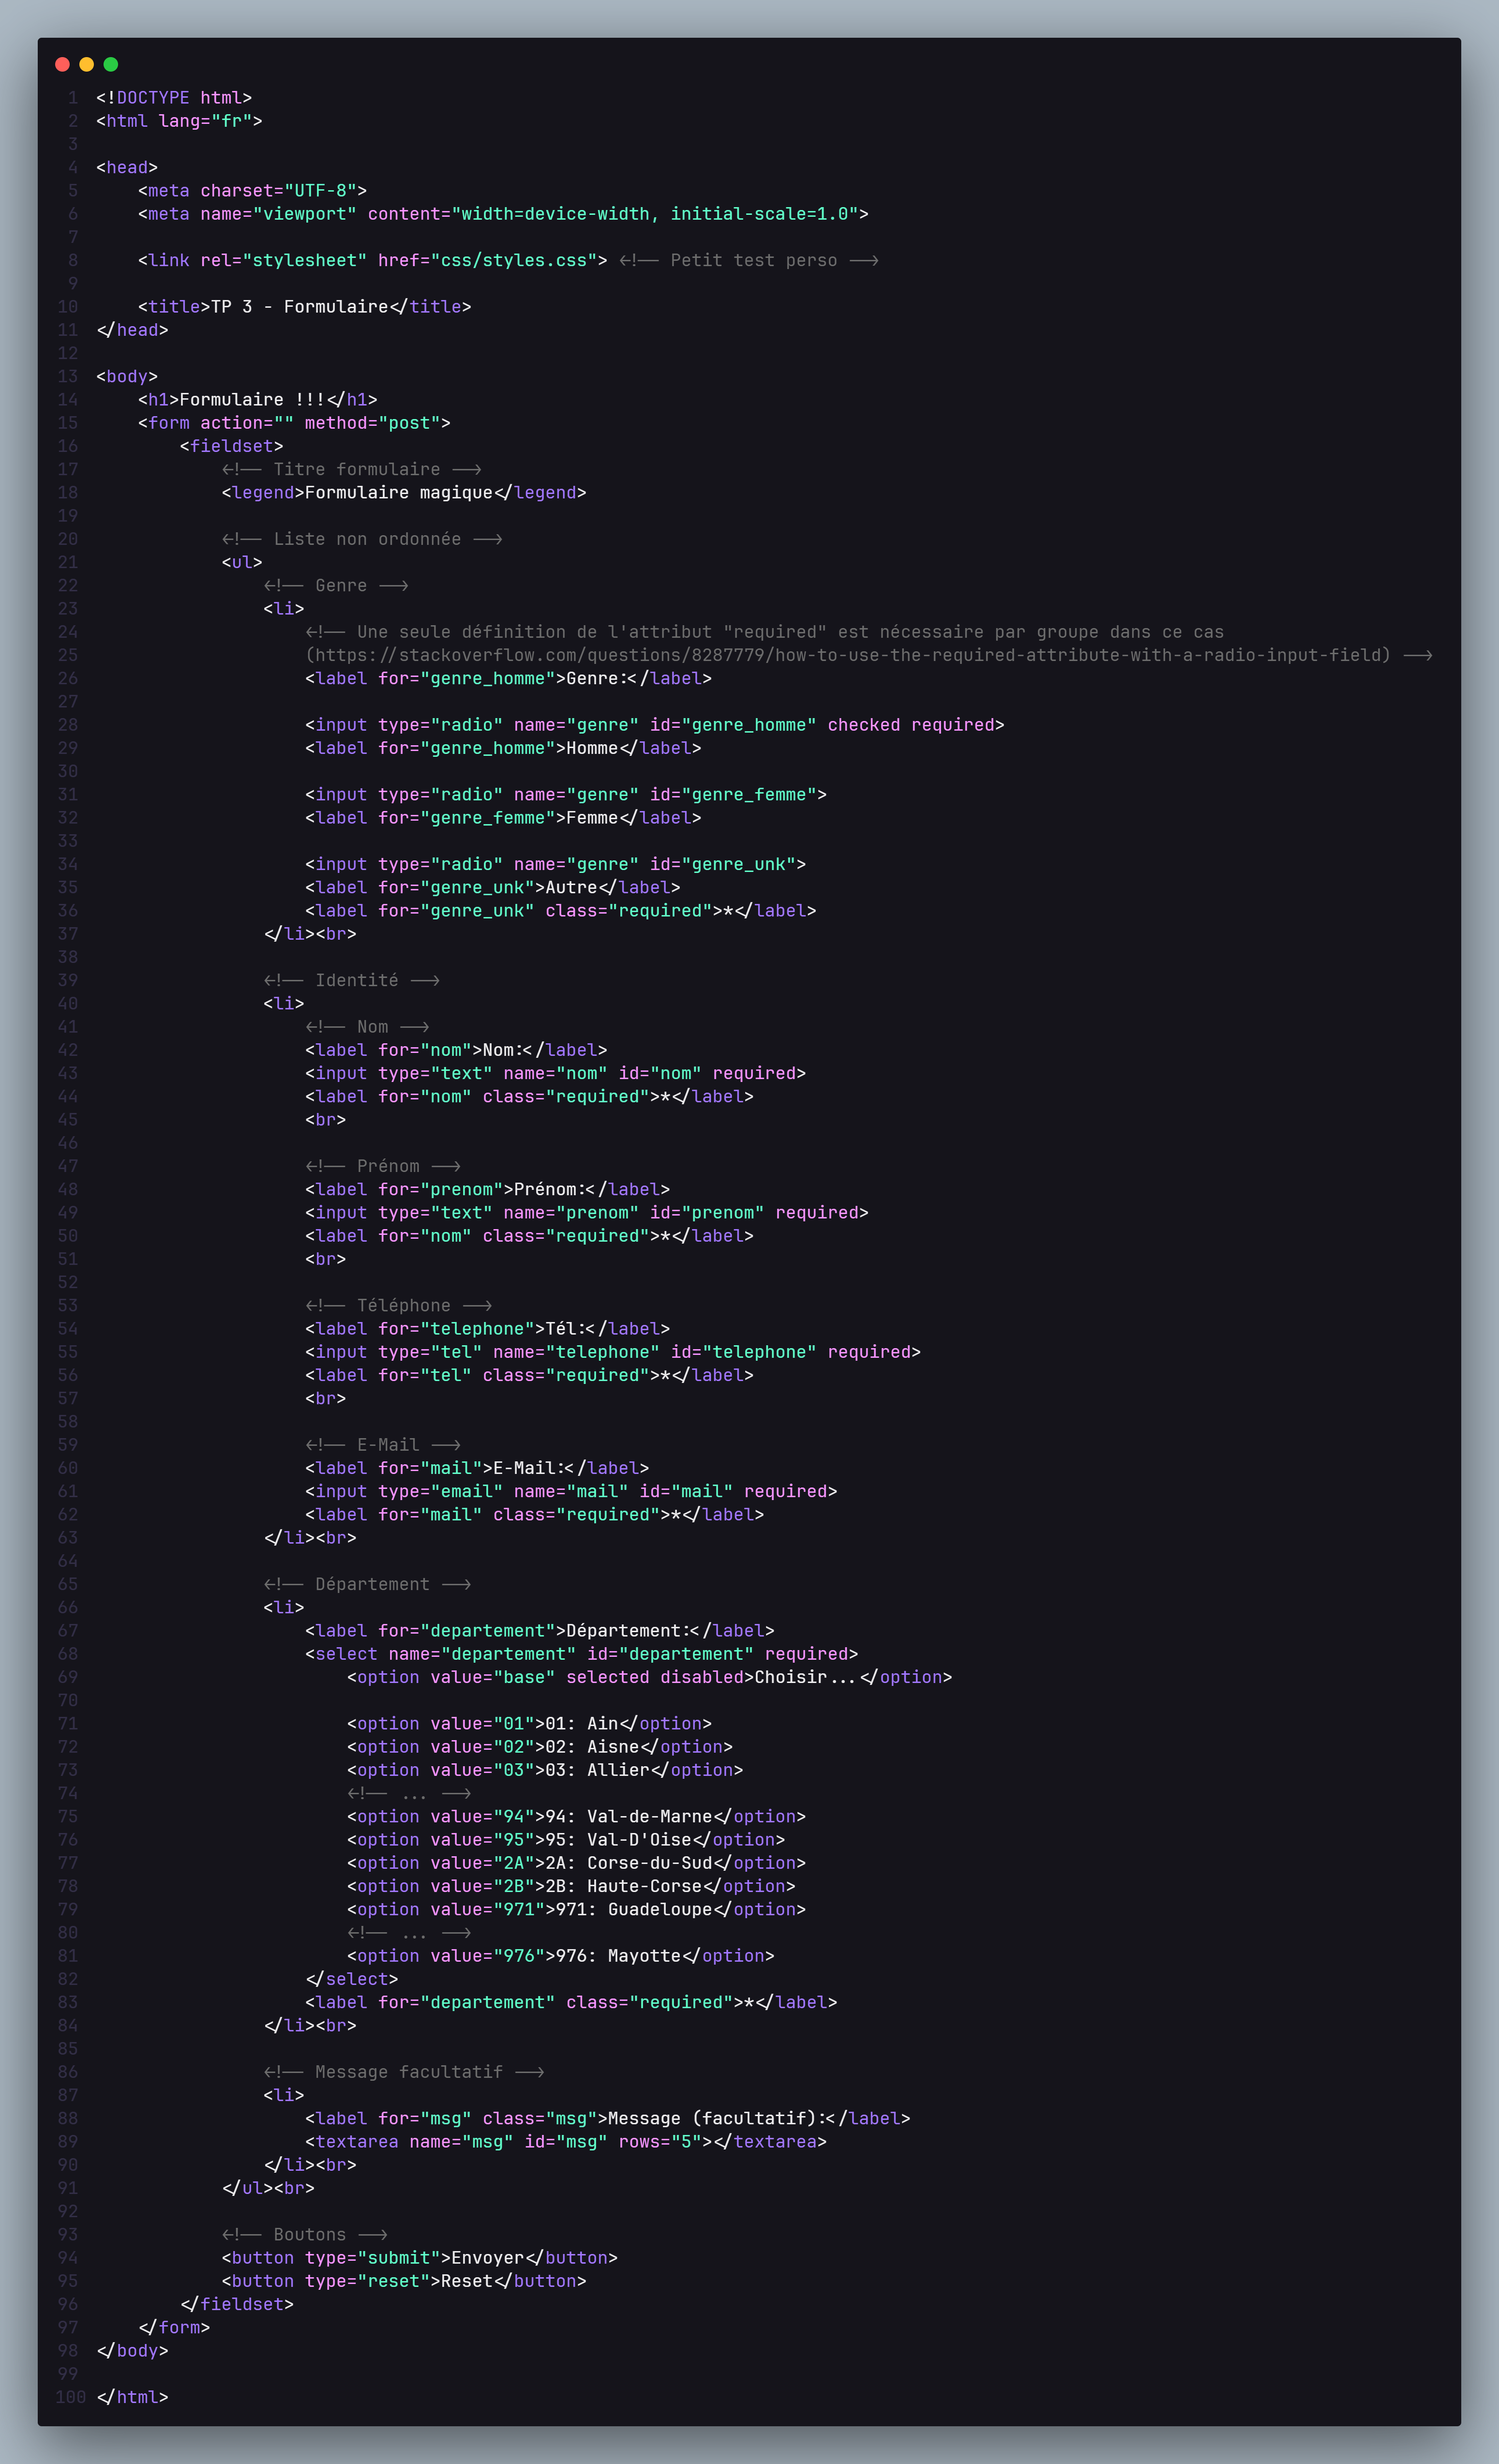 1 <!DOCTYPE html>
2 <html lang="fr">
3
4 <head>
5     <meta charset="UTF-8">
6     <meta name="viewport" content="width=device-width, initial-scale=1.0">
7
8     <link rel="stylesheet" href="css/styles.css"> <!-- Petit test perso -->
9
10     <title>TP 3 - Formulaire</title>
11 </head>
12
13 <body>
14     <h1>Formulaire !!!</h1>
15     <form action="" method="post">
16         <fieldset>
17             <!-- Titre formulaire -->
18             <legend>Formulaire magique</legend>
19
20             <!-- Liste non ordonnée -->
21             <ul>
22                 <!-- Genre -->
23                 <li>
24                     <!-- Une seule définition de l'attribut "required" est nécessaire par groupe dans ce cas
25                     (https://stackoverflow.com/questions/8287779/how-to-use-the-required-attribute-with-a-radio-input-field) -->
26                     <label for="genre_homme">Genre:</label>
27
28                     <input type="radio" name="genre" id="genre_homme" checked required>
29                     <label for="genre_homme">Homme</label>
30
31                     <input type="radio" name="genre" id="genre_femme">
32                     <label for="genre_femme">Femme</label>
33
34                     <input type="radio" name="genre" id="genre_unk">
35                     <label for="genre_unk">Autre</label>
36                     <label for="genre_unk" class="required">*</label>
37                 </li><br>
38
39                 <!-- Identité -->
40                 <li>
41                     <!-- Nom -->
42                     <label for="nom">Nom:</label>
43                     <input type="text" name="nom" id="nom" required>
44                     <label for="nom" class="required">*</label>
45                     <br>
46
47                     <!-- Prénom -->
48                     <label for="prenom">Prénom:</label>
49                     <input type="text" name="prenom" id="prenom" required>
50                     <label for="nom" class="required">*</label>
51                     <br>
52
53                     <!-- Téléphone -->
54                     <label for="telephone">Tél:</label>
55                     <input type="tel" name="telephone" id="telephone" required>
56                     <label for="tel" class="required">*</label>
57                     <br>
58
59                     <!-- E-Mail -->
60                     <label for="mail">E-Mail:</label>
61                     <input type="email" name="mail" id="mail" required>
62                     <label for="mail" class="required">*</label>
63                 </li><br>
64
65                 <!-- Département -->
66                 <li>
67                     <label for="departement">Département:</label>
68                     <select name="departement" id="departement" required>
69                         <option value="base" selected disabled>Choisir...</option>
70
71                         <option value="01">01: Ain</option>
72                         <option value="02">02: Aisne</option>
73                         <option value="03">03: Allier</option>
74                         <!-- ... -->
75                         <option value="94">94: Val-de-Marne</option>
76                         <option value="95">95: Val-D'Oise</option>
77                         <option value="2A">2A: Corse-du-Sud</option>
78                         <option value="2B">2B: Haute-Corse</option>
79                         <option value="971">971: Guadeloupe</option>
80                         <!-- ... -->
81                         <option value="976">976: Mayotte</option>
82                     </select>
83                     <label for="departement" class="required">*</label>
84                 </li><br>
85
86                 <!-- Message facultatif -->
87                 <li>
88                     <label for="msg" class="msg">Message (facultatif):</label>
89                     <textarea name="msg" id="msg" rows="5"></textarea>
90                 </li><br>
91             </ul><br>
92
93             <!-- Boutons -->
94             <button type="submit">Envoyer</button>
95             <button type="reset">Reset</button>
96         </fieldset>
97     </form>
98 </body>
99
100 </html>